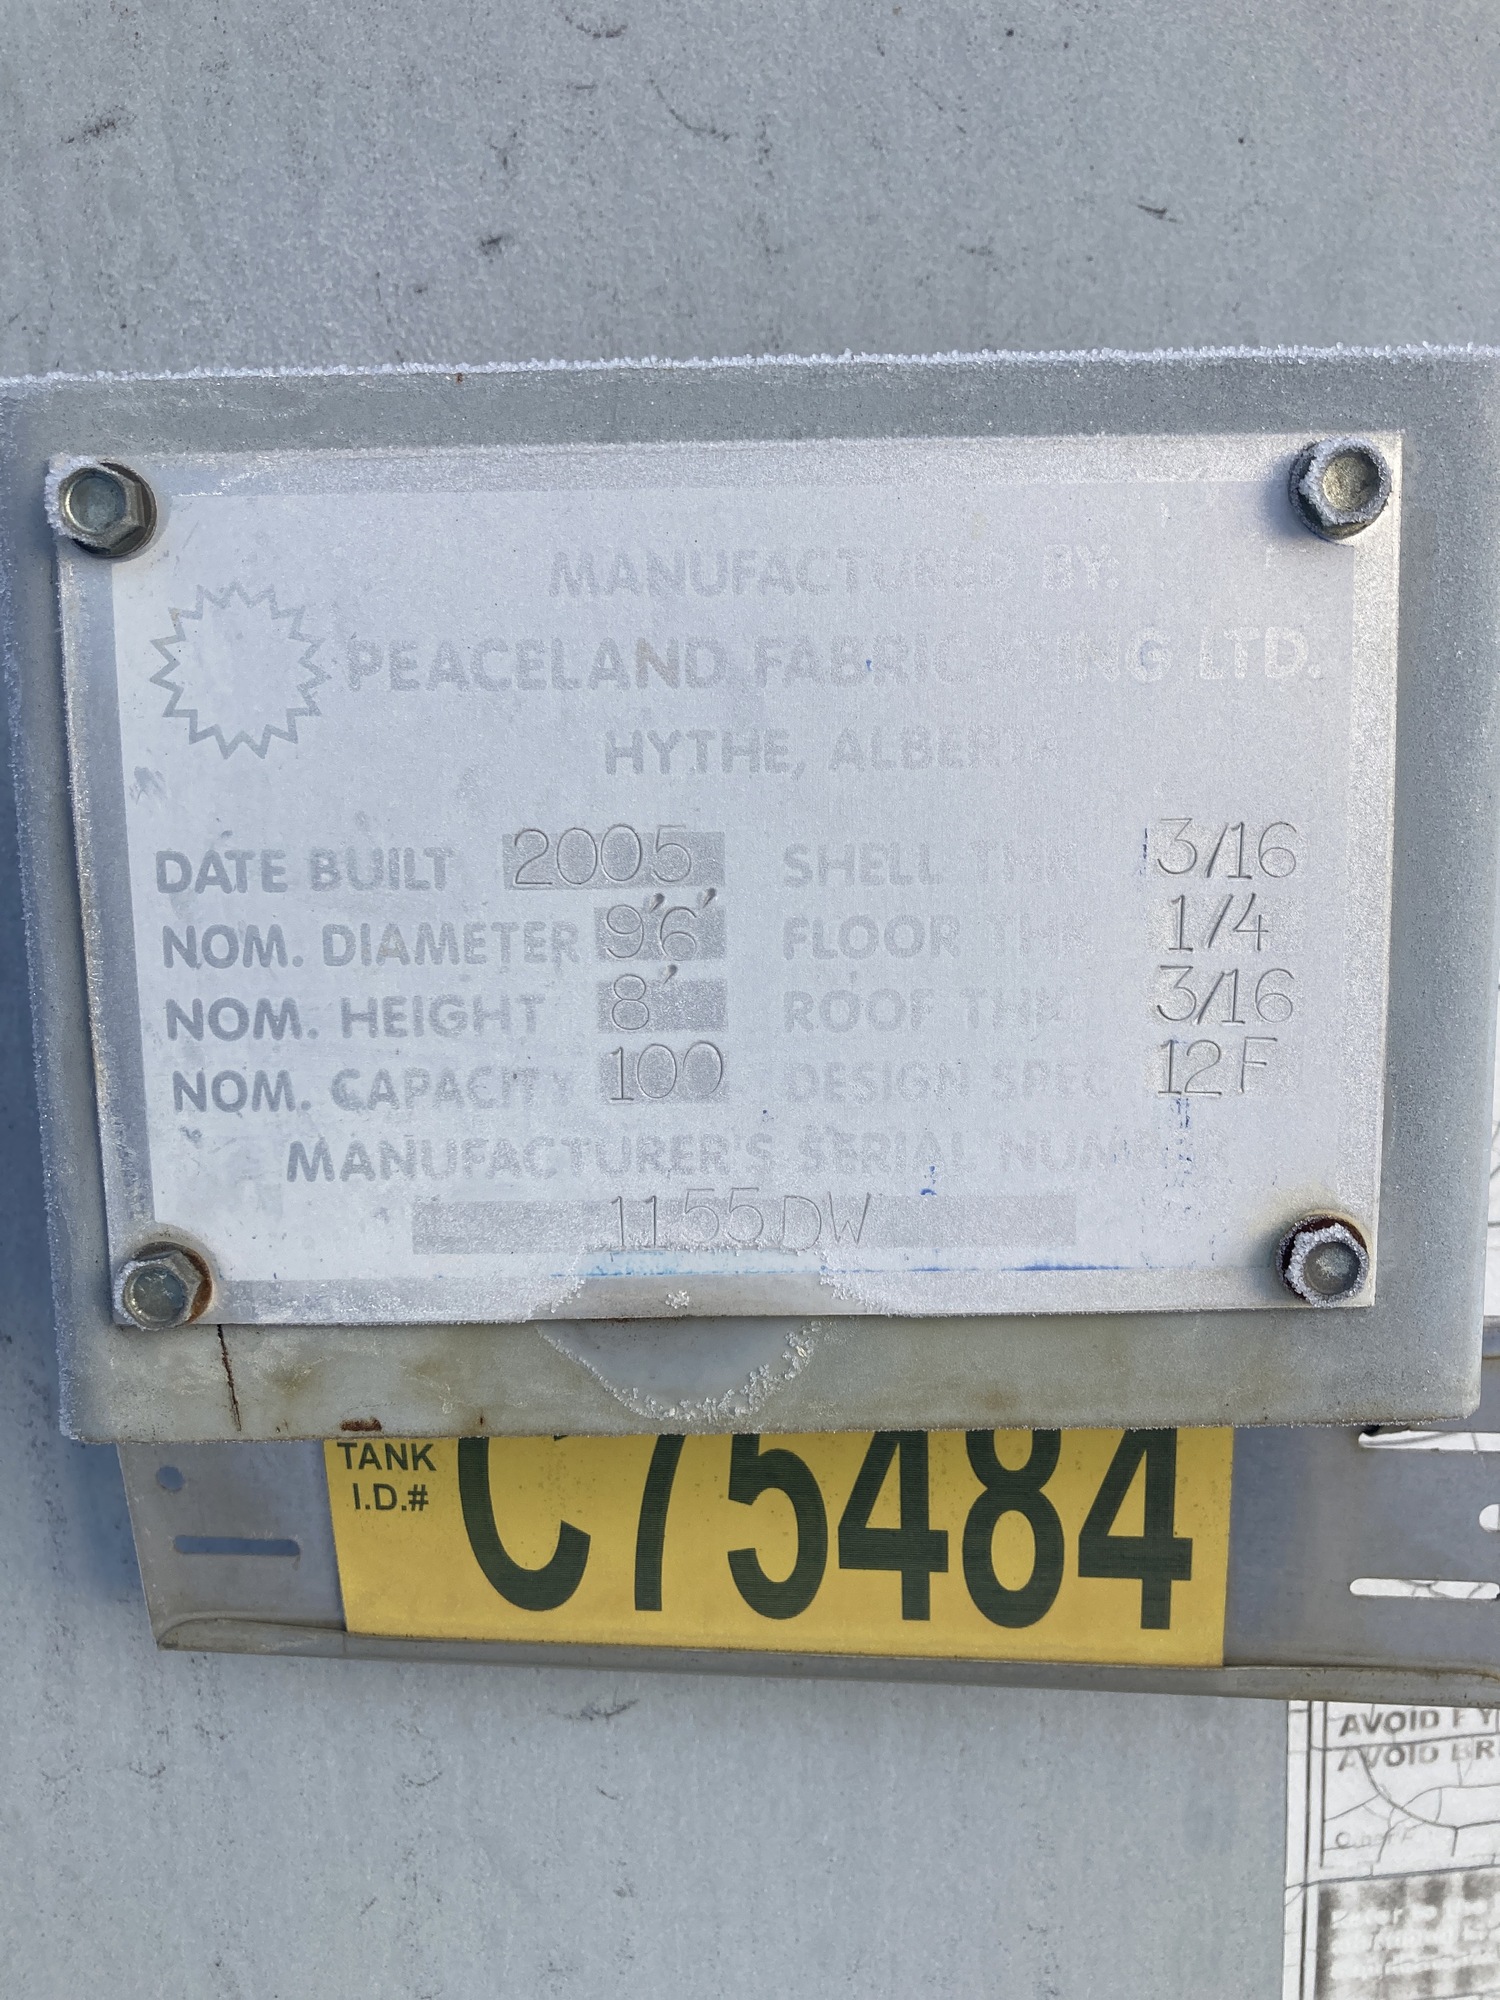 MANUFACTURED BY:
PEACELAND FABRICATING LTD.
HYTHE, ALBERTA
DATE BUILT 2005 SHELL THK 3/16
NOM. DIAMETER 9'6' FLOOR THK 1/4
NOM. HEIGHT 8' ROOF THK 3/16
NOM. CAPACITY 100 DESIGN SPEC 12F
MANUFACTURER'S SERIAL NUMBER
1155DW
TANK
I.D.#
C75484
AVOID
AVOID